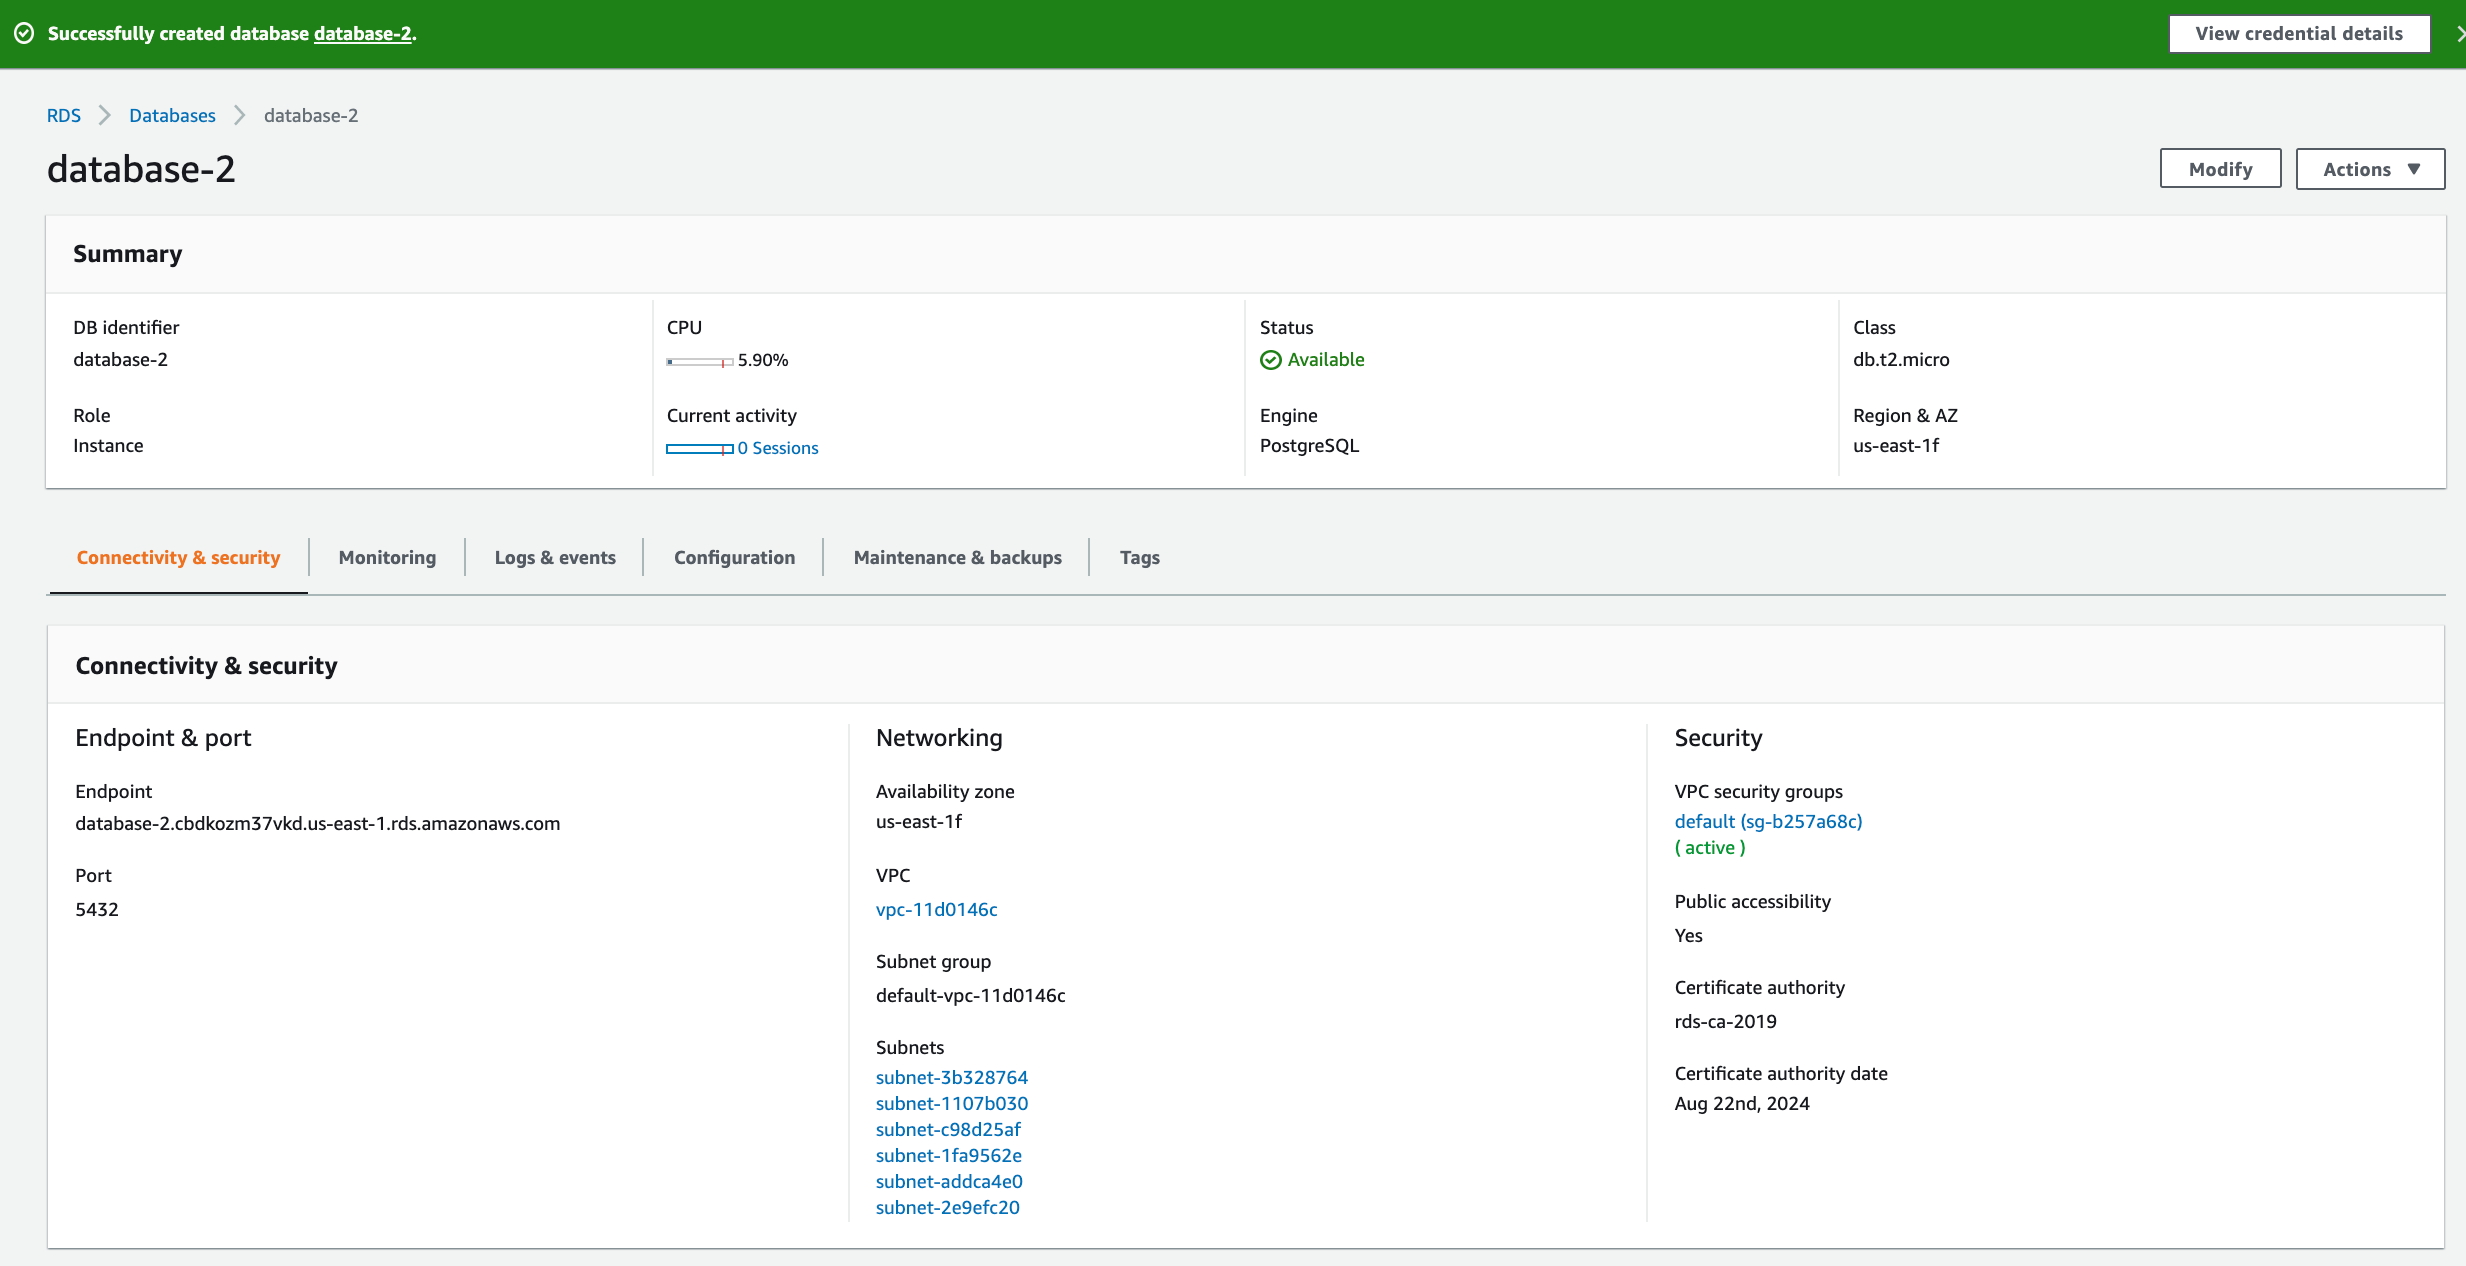 Successfully created database database-2.
View credential details
RDS
Databases
database-2
database-2
Modify
Actions
Summary
DB identifier
database-2
CPU
5.90%
Status
Available
Class
db.t2.micro
Role
Instance
Current activity
0 Sessions
Engine
PostgreSQL
Region & AZ
us-east-1f
Connectivity & security
Monitoring
Logs & events
Configuration
Maintenance & backups
Tags
Connectivity & security
Endpoint & port
Endpoint
database-2.cbdkozm37vkd.us-east-1.rds.amazonaws.com
Port
5432
Networking
Availability zone
us-east-1f
VPC
vpc-11d0146c
Subnet group
default-vpc-11d0146c
Subnets
subnet-3b328764
subnet-1107b030
subnet-c98d25af
subnet-1fa9562e
subnet-addca4e0
subnet-2e9efc20
Security
VPC security groups
default (sg-b257a68c)
( active )
Public accessibility
Yes
Certificate authority
rds-ca-2019
Certificate authority date
Aug 22nd, 2024